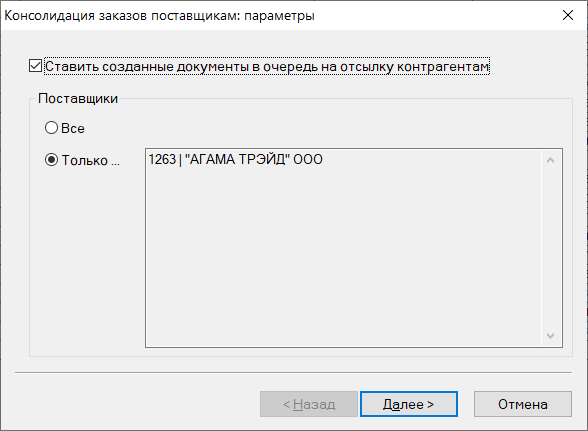 Консолидация заказов поставщикам: параметры
Ставить созданные документы в очередь на отсылку контрагентам
Поставщики
Все
Только ...
1263 | "АГАМА ТРЭЙД" ООО
< Назад
Далее >
Отмена